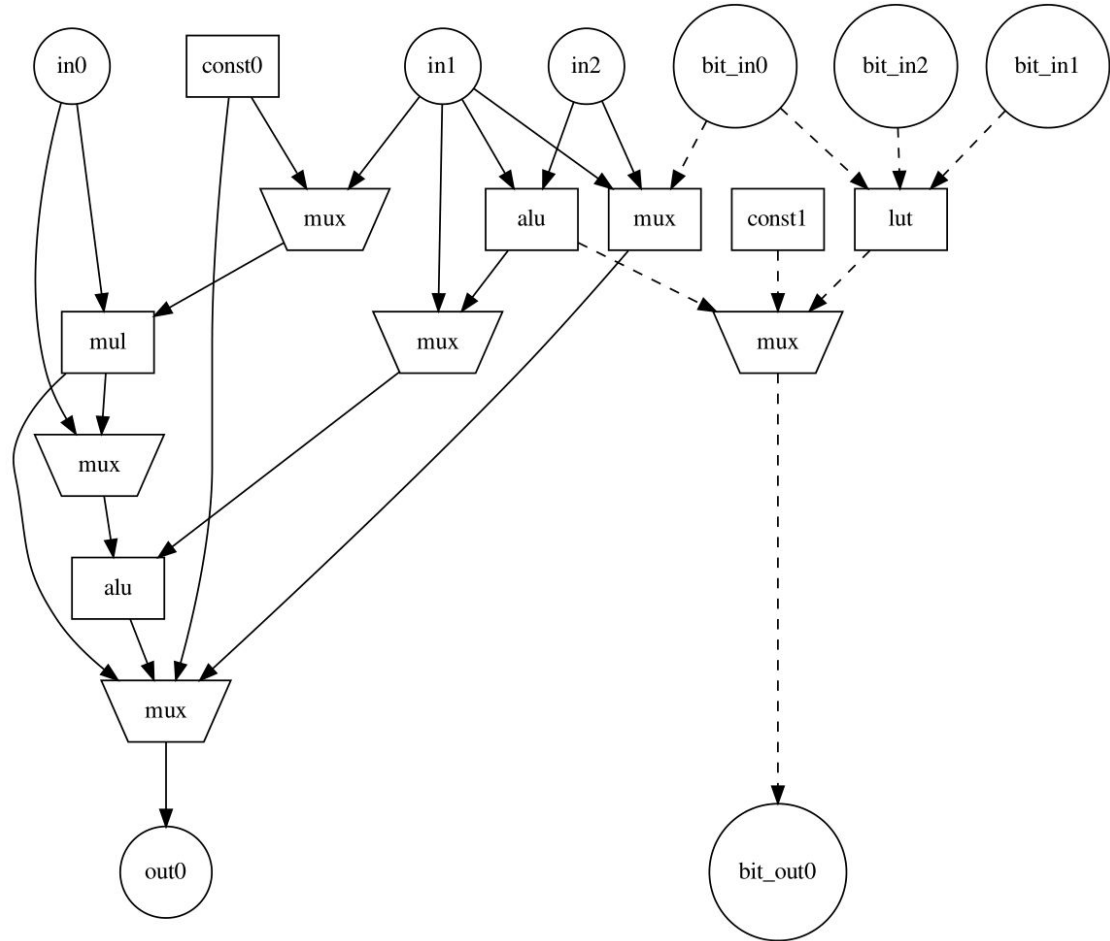 in0
const0
in1
in2
bit_in0
bit_in2
bit_in1
mux
alu
mux
const1
lut
mul
mux
mux
mux
alu
mux
out0
bit_out0